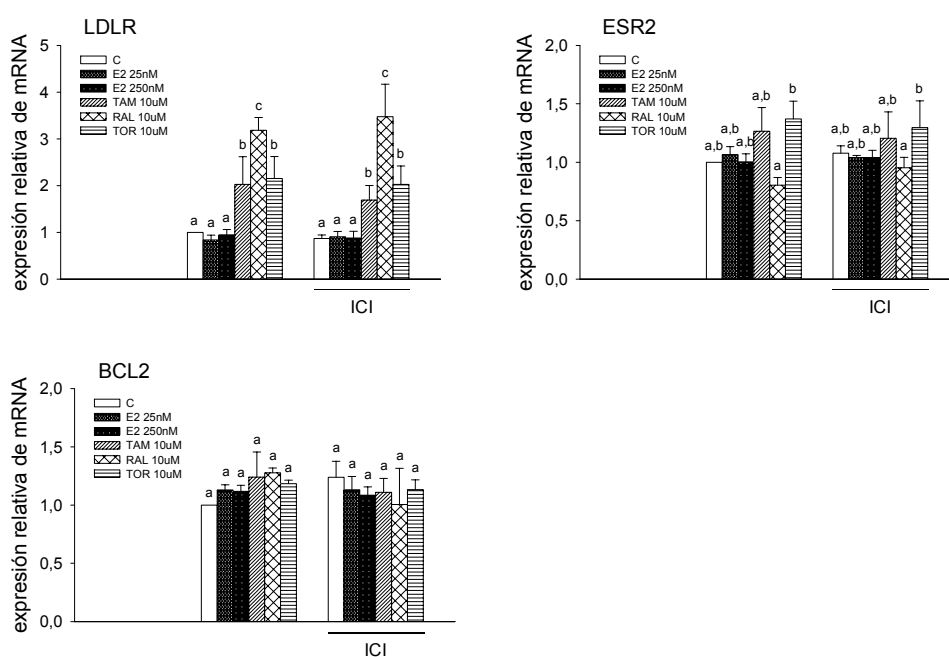 LDLR
expresión relativa de mRNA
5
4
3
2
1
0
C
E2 25nM
E2 250nM
TAM 10uM
RAL 10uM
TOR 10uM
a a a b c b
a a a b c b
ICI
ESR2
expresión relativa de mRNA
2,0
1,5
1,0
0,5
0,0
C
E2 25nM
E2 250nM
TAM 10uM
RAL 10uM
TOR 10uM
a,b a,b a,b a,b a b
a,b a,b a,b a,b a b
ICI
BCL2
expresión relativa de mRNA
2,0
1,5
1,0
0,5
0,0
C
E2 25nM
E2 250nM
TAM 10uM
RAL 10uM
TOR 10uM
a a a a a a
a a a a a a
ICI